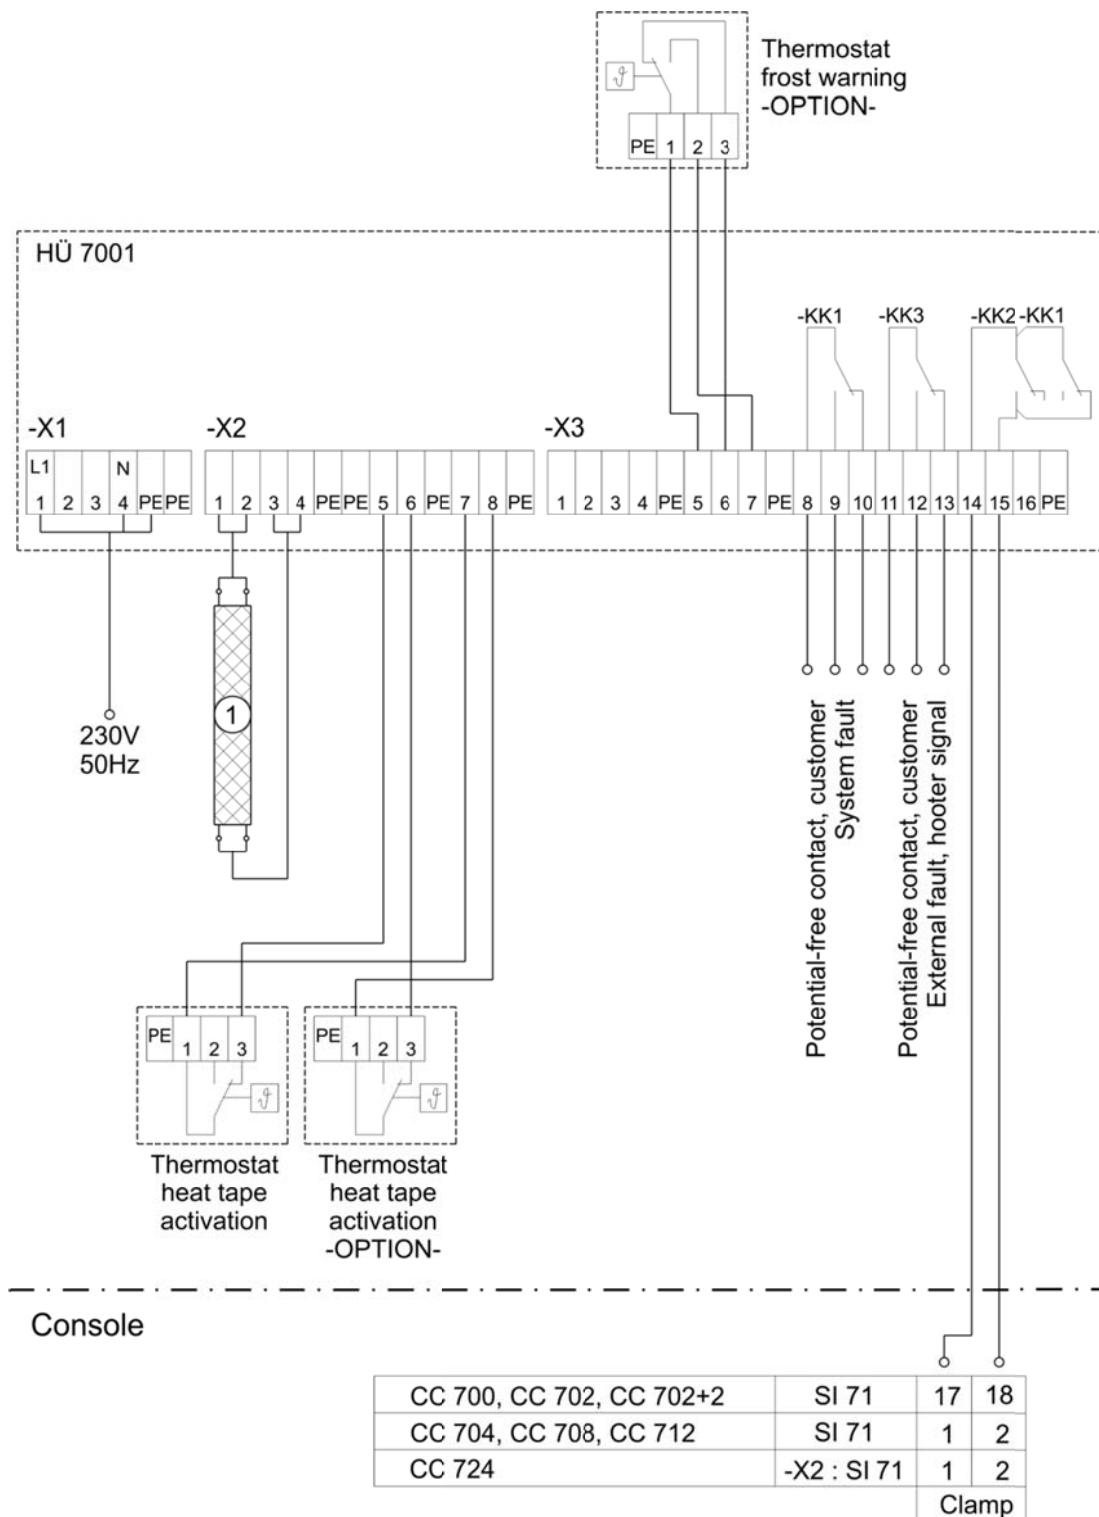 Thermostat
frost warning
-OPTION-
ϑ
PE 1 2 3
HÜ 7001
-KK1 -KK3 -KK2 -KK1
-X1 -X2 -X3
L1 N
1 2 3 4 PE PE 1 2 3 4 PE PE 5 6 PE 7 8 PE 1 2 3 4 PE 5 6 7 PE 8 9 10 11 12 13 14 15 16 PE
1
230V
50Hz
Potential-free contact, customer
System fault
Potential-free contact, customer
External fault, hooter signal
PE 1 2 3
ϑ
Thermostat
heat tape
activation
PE 1 2 3
ϑ
Thermostat
heat tape
activation
-OPTION-
Console
CC 700, CC 702, CC 702+2 SI 71 17 18
CC 704, CC 708, CC 712 SI 71 1 2
CC 724 -X2 : SI 71 1 2
Clamp